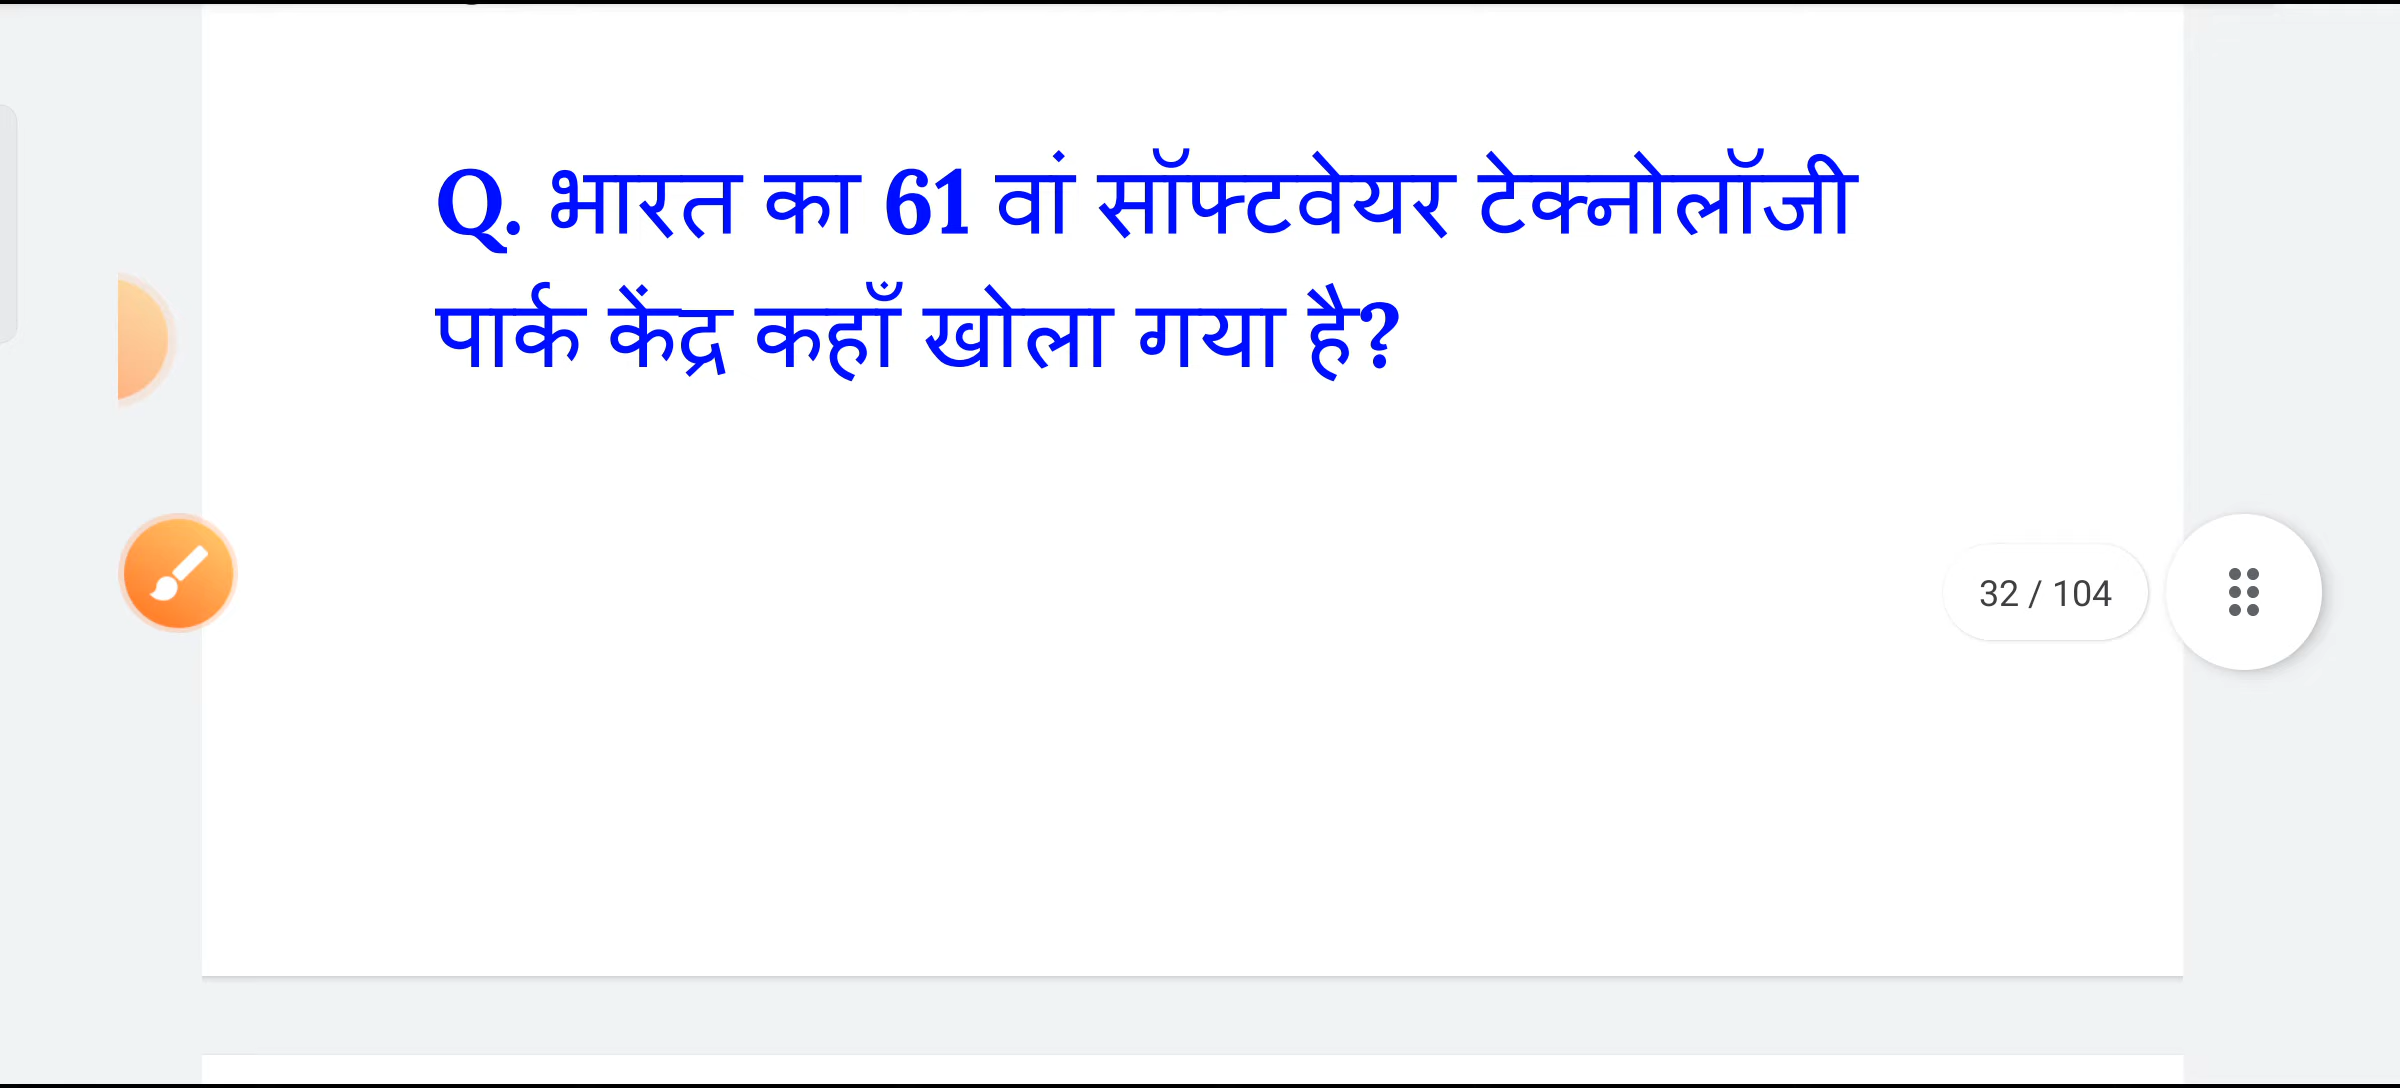 Q. भारत का 61 वां सॉफ्टवेयर टेक्नोलॉजी
पार्क केंद्र कहाँ खोला गया है?
32 / 104